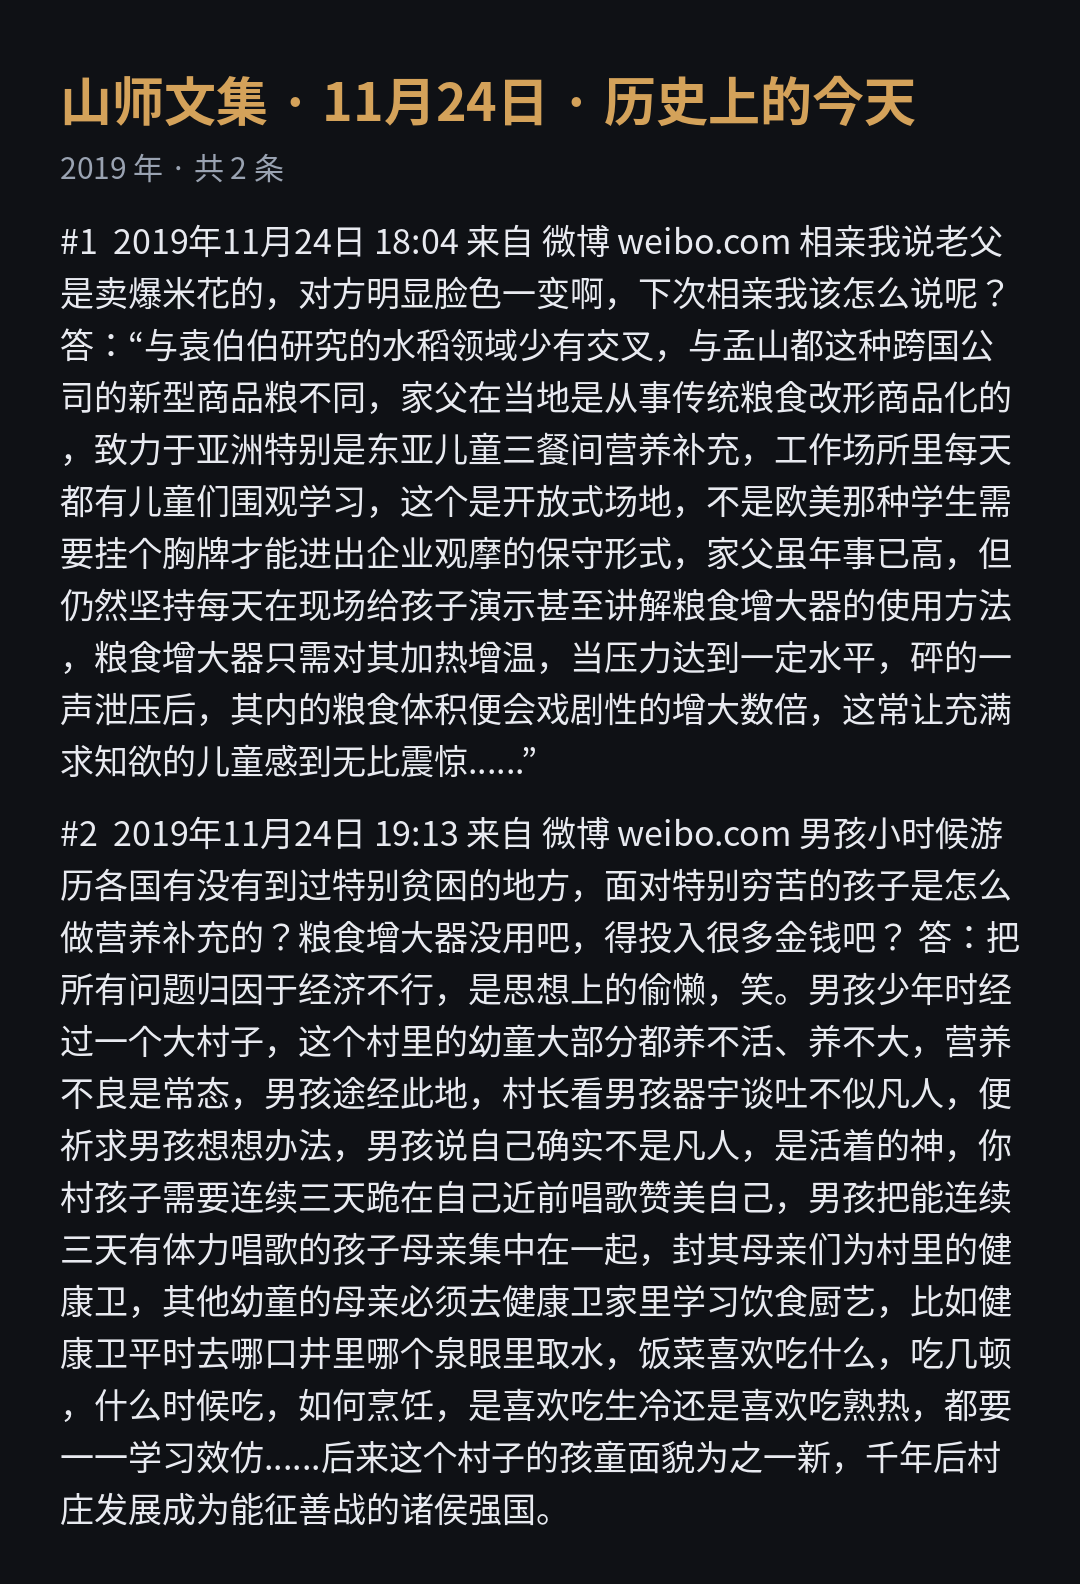 山师文集 · 11月24日 · 历史上的今天
2019 年 · 共 2 条
#1 2019年11月24日 18:04 来自 微博 weibo.com 相亲我说老父
是卖爆米花的，对方明显脸色一变啊，下次相亲我该怎么说呢？
答：“与袁伯伯研究的水稻领域少有交叉，与孟山都这种跨国公
司的新型商品粮不同，家父在当地是从事传统粮食改形商品化的
，致力于亚洲特别是东亚儿童三餐间营养补充，工作场所里每天
都有儿童们围观学习，这个是开放式场地，不是欧美那种学生需
要挂个胸牌才能进出企业观摩的保守形式，家父虽年事已高，但
仍然坚持每天在现场给孩子演示甚至讲解粮食增大器的使用方法
，粮食增大器只需对其加热增温，当压力达到一定水平，砰的一
声泄压后，其内的粮食体积便会戏剧性的增大数倍，这常让充满
求知欲的儿童感到无比震惊......”
#2 2019年11月24日 19:13 来自 微博 weibo.com 男孩小时候游
历各国有没有到过特别贫困的地方，面对特别穷苦的孩子是怎么
做营养补充的？粮食增大器没用吧，得投入很多金钱吧？ 答：把
所有问题归因于经济不行，是思想上的偷懒，笑。男孩少年时经
过一个大村子，这个村里的幼童大部分都养不活、养不大，营养
不良是常态，男孩途经此地，村长看男孩器宇谈吐不似凡人，便
祈求男孩想想办法，男孩说自己确实不是凡人，是活着的神，你
村孩子需要连续三天跪在自己近前唱歌赞美自己，男孩把能连续
三天有体力唱歌的孩子母亲集中在一起，封其母亲们为村里的健
康卫，其他幼童的母亲必须去健康卫家里学习饮食厨艺，比如健
康卫平时去哪口井里哪个泉眼里取水，饭菜喜欢吃什么，吃几顿
，什么时候吃，如何烹饪，是喜欢吃生冷还是喜欢吃熟热，都要
一一学习效仿......后来这个村子的孩童面貌为之一新，千年后村
庄发展成为能征善战的诸侯强国。